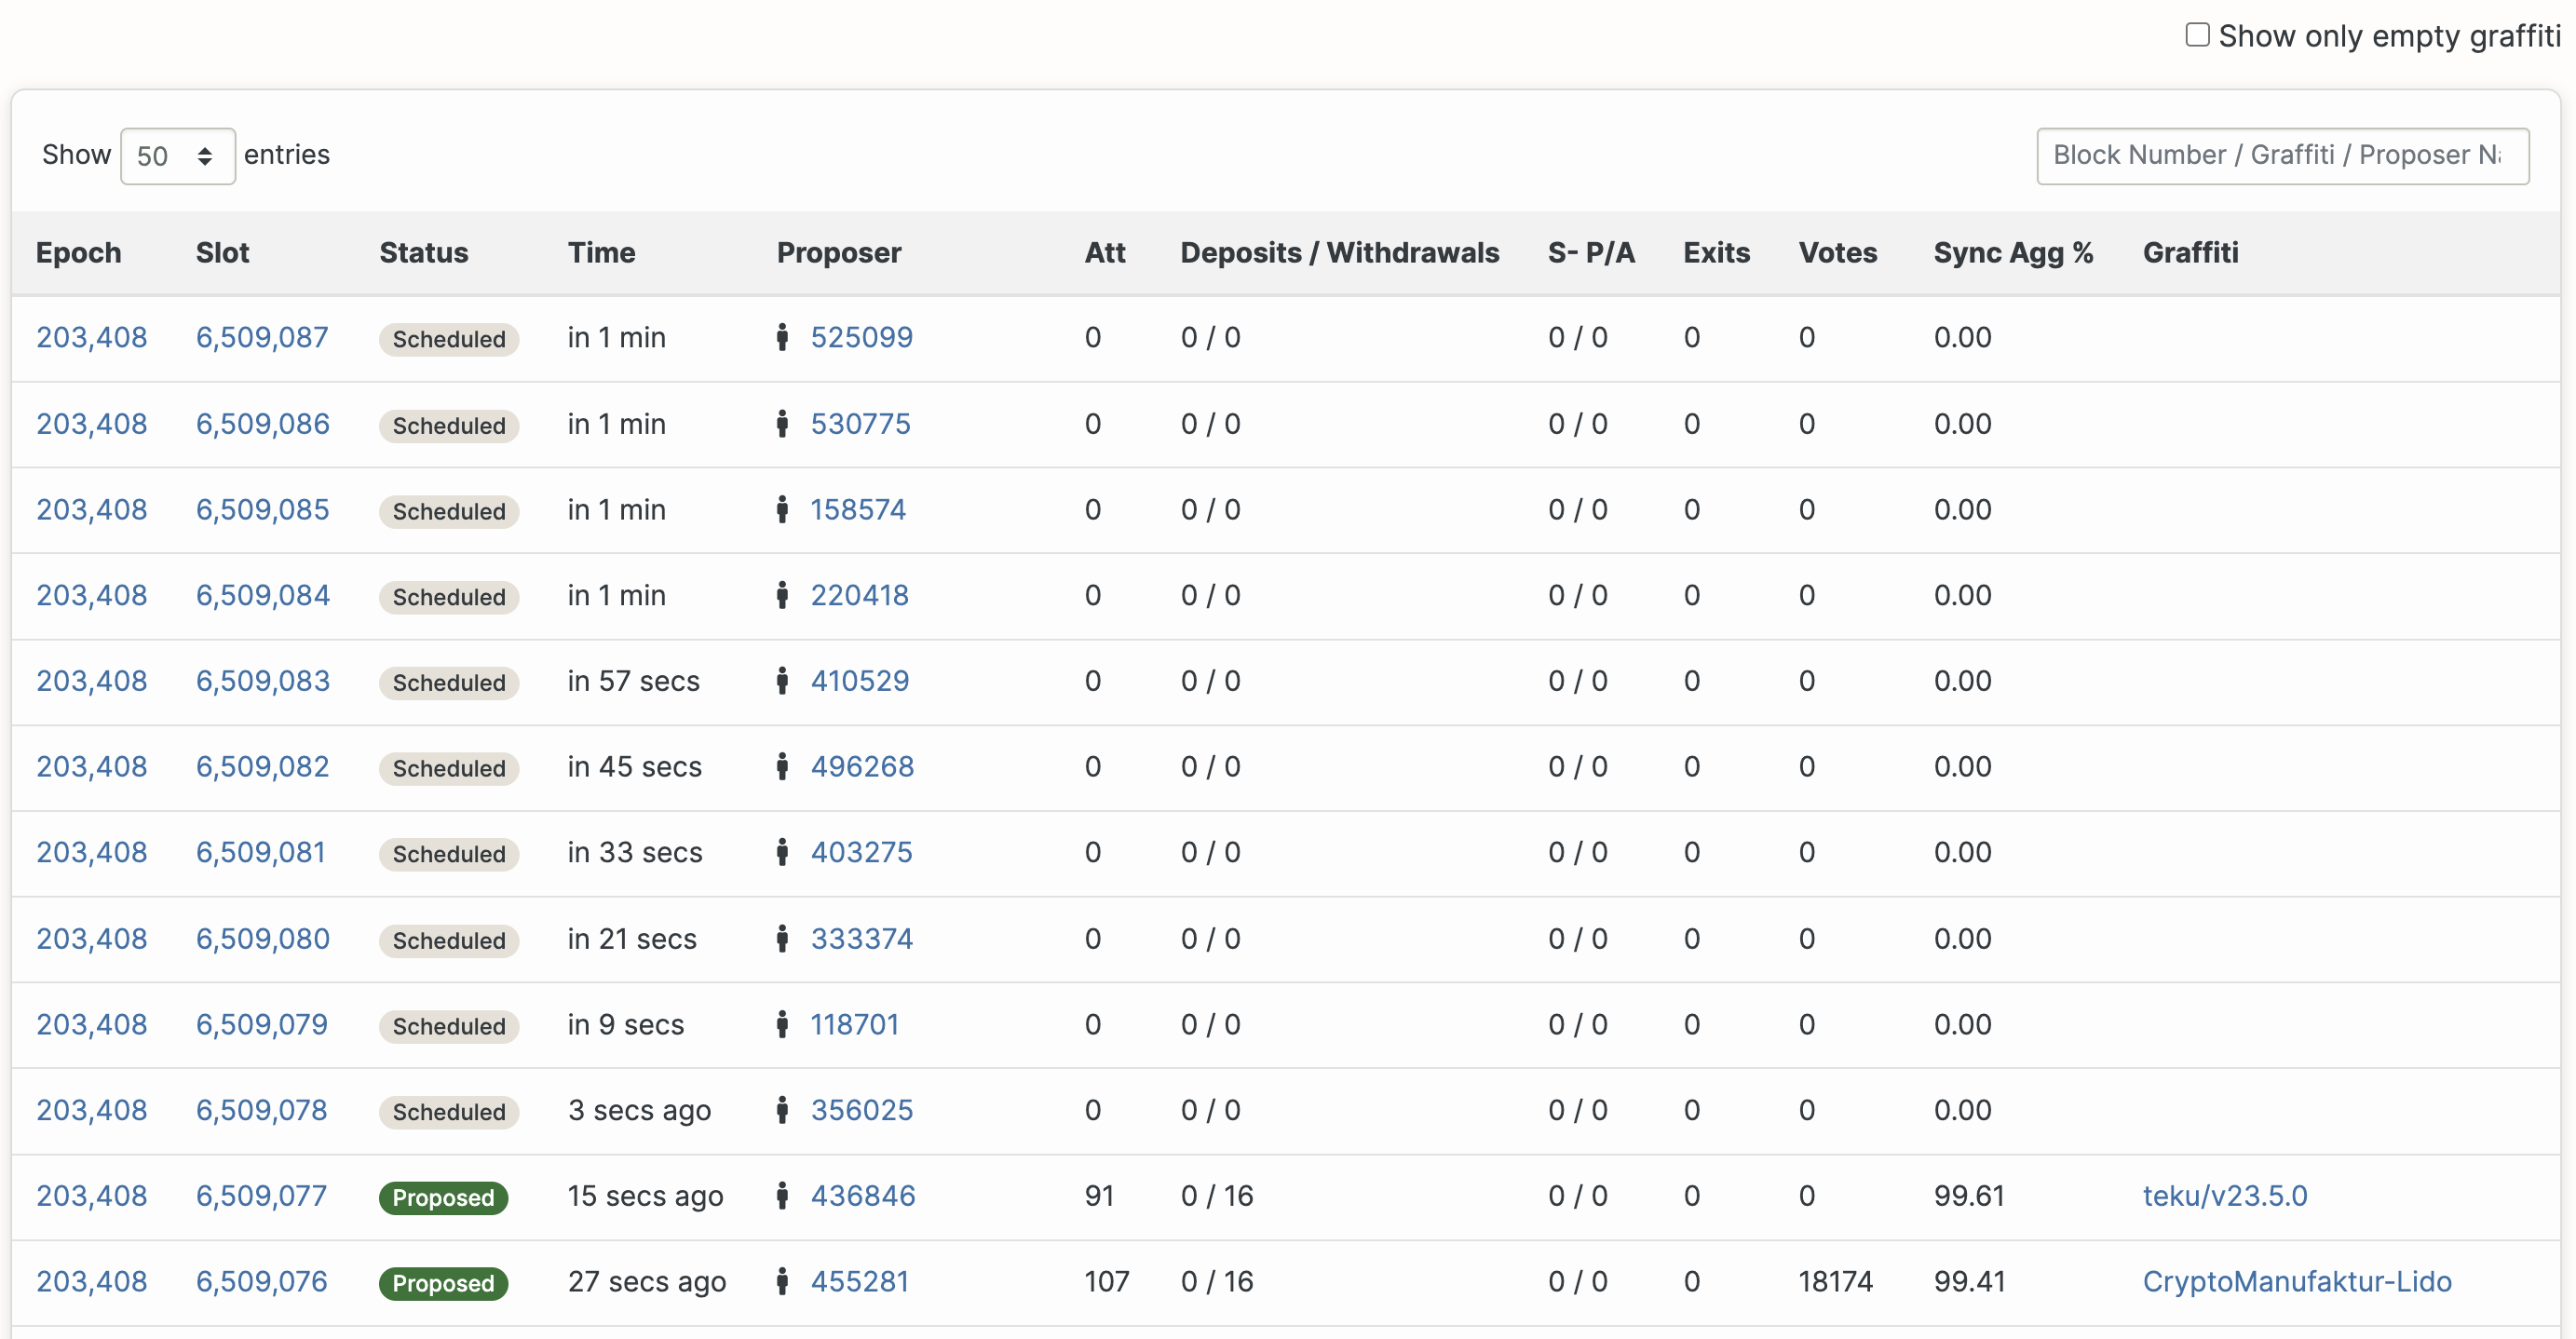 Show only empty graffiti
Show 50 entries Block Number / Graffiti / Proposer N
Epoch Slot Status Time Proposer Att Deposits / Withdrawals S- P/A Exits Votes Sync Agg % Graffiti
203,408 6,509,087 Scheduled in 1 min 525099 0 0 / 0 0 / 0 0 0 0.00
203,408 6,509,086 Scheduled in 1 min 530775 0 0 / 0 0 / 0 0 0 0.00
203,408 6,509,085 Scheduled in 1 min 158574 0 0 / 0 0 / 0 0 0 0.00
203,408 6,509,084 Scheduled in 1 min 220418 0 0 / 0 0 / 0 0 0 0.00
203,408 6,509,083 Scheduled in 57 secs 410529 0 0 / 0 0 / 0 0 0 0.00
203,408 6,509,082 Scheduled in 45 secs 496268 0 0 / 0 0 / 0 0 0 0.00
203,408 6,509,081 Scheduled in 33 secs 403275 0 0 / 0 0 / 0 0 0 0.00
203,408 6,509,080 Scheduled in 21 secs 333374 0 0 / 0 0 / 0 0 0 0.00
203,408 6,509,079 Scheduled in 9 secs 118701 0 0 / 0 0 / 0 0 0 0.00
203,408 6,509,078 Scheduled 3 secs ago 356025 0 0 / 0 0 / 0 0 0 0.00
203,408 6,509,077 Proposed 15 secs ago 436846 91 0 / 16 0 / 0 0 0 99.61 teku/v23.5.0
203,408 6,509,076 Proposed 27 secs ago 455281 107 0 / 16 0 / 0 0 18174 99.41 CryptoManufaktur-Lido